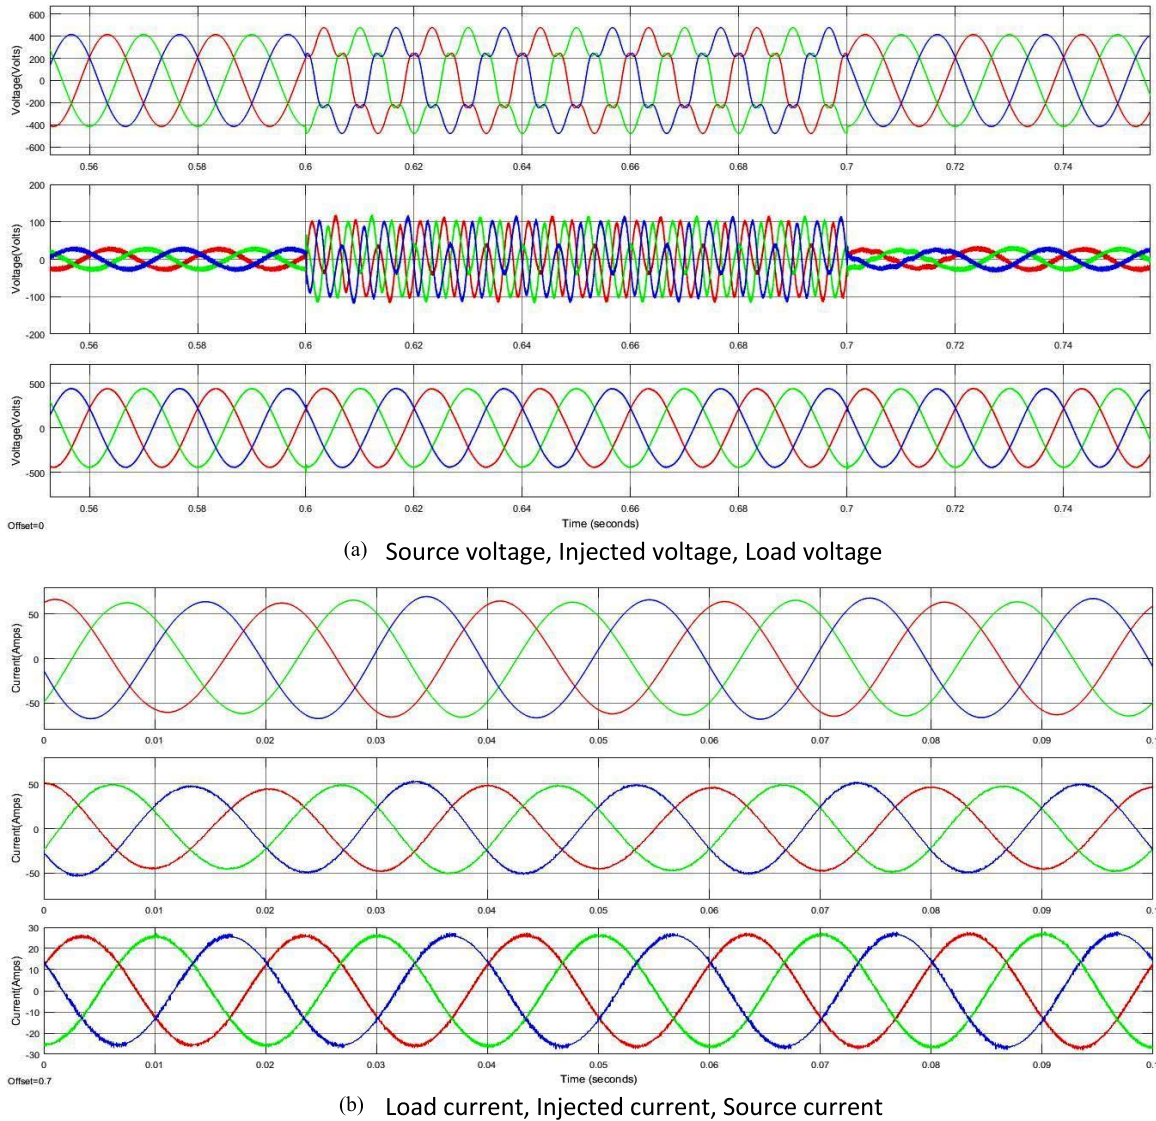 600
400
200
0
-200
-400
-600
Voltage(Volts)
0.56 0.58 0.6 0.62 0.64 0.66 0.68 0.7 0.72 0.74
200
100
0
-100
-200
Voltage(Volts)
0.56 0.58 0.6 0.62 0.64 0.66 0.68 0.7 0.72 0.74
500
0
-500
Voltage(Volts)
0.56 0.58 0.6 0.62 0.64 0.66 0.68 0.7 0.72 0.74
Offset=0
Time (seconds)
(a) Source voltage, Injected voltage, Load voltage
50
0
-50
Current(Amps)
0 0.01 0.02 0.03 0.04 0.05 0.06 0.07 0.08 0.09
50
0
-50
Current(Amps)
0 0.01 0.02 0.03 0.04 0.05 0.06 0.07 0.08 0.09
30
20
10
0
-10
-20
-30
Current(Amps)
0 0.01 0.02 0.03 0.04 0.05 0.06 0.07 0.08 0.09
Offset=0.7
Time (seconds)
(b) Load current, Injected current, Source current